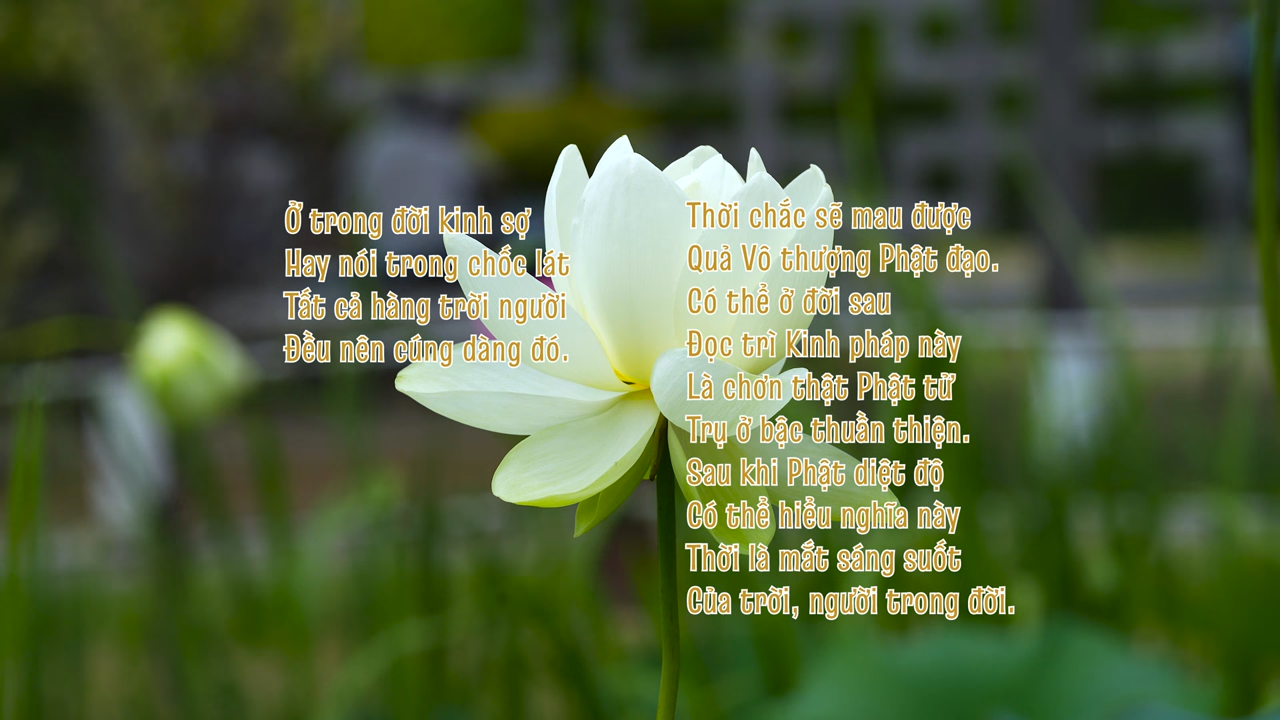 Ở trong đời kinh sợ
Hay nói trong chốc lát
Tất cả hàng trời người
Đều nên cúng dàng đó.
Thời chắc sẽ mau được
Quả Vô thượng Phật đạo.
Có thể ở đời sau
Đọc trì Kinh pháp này
Là chơn thật Phật tử
Trụ ở bậc thuần thiện.
Sau khi Phật diệt độ
Có thể hiểu nghĩa này
Thời là mắt sáng suốt
Của trời, người trong đời.